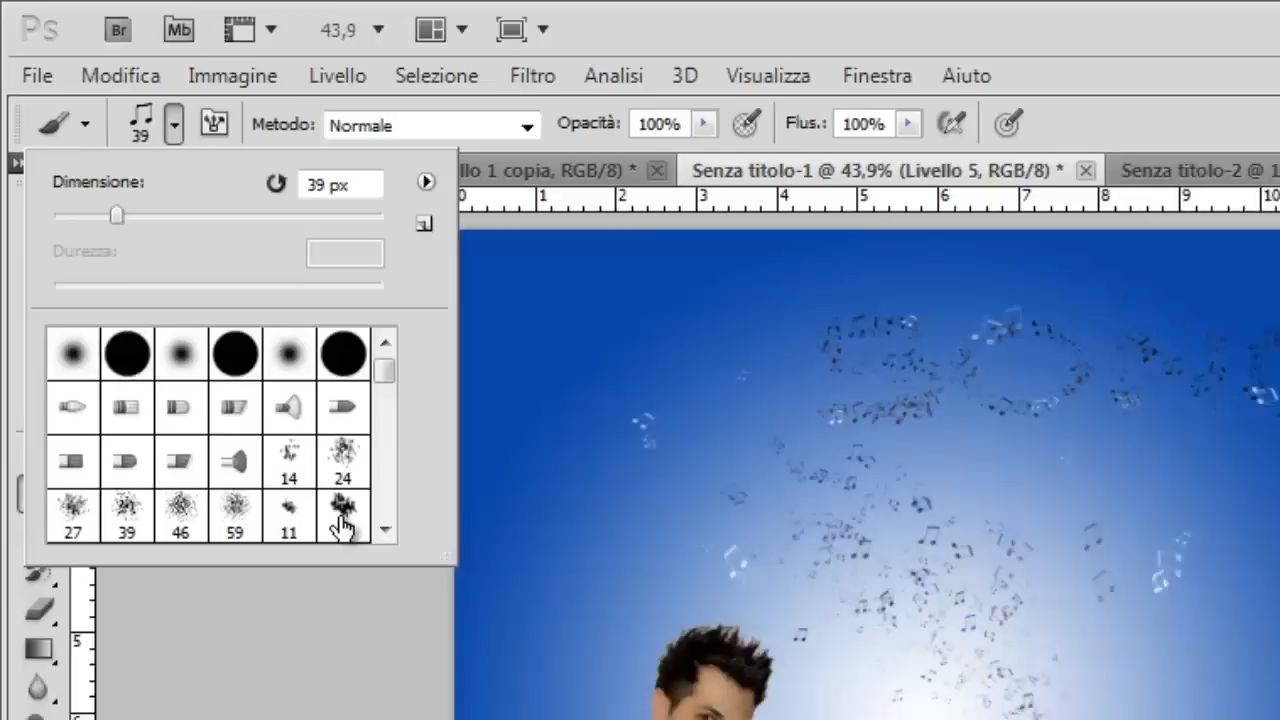 Ps Br Mb 43,9
File Modifica Immagine Livello Selezione Filtro Analisi 3D Visualizza Finestra Aiuto
39 Metodo: Normale Opacità: 100% Flus.: 100%
llo 1 copia, RGB/8) * Senza titolo-1 @ 43,9% (Livello 5, RGB/8) * Senza titolo-2 @ 1
Dimensione: 39 px
0 1 2 3 4 5 6 7 8 9 10
Durezza:
SON
14 24
27 39 46 59 11
5